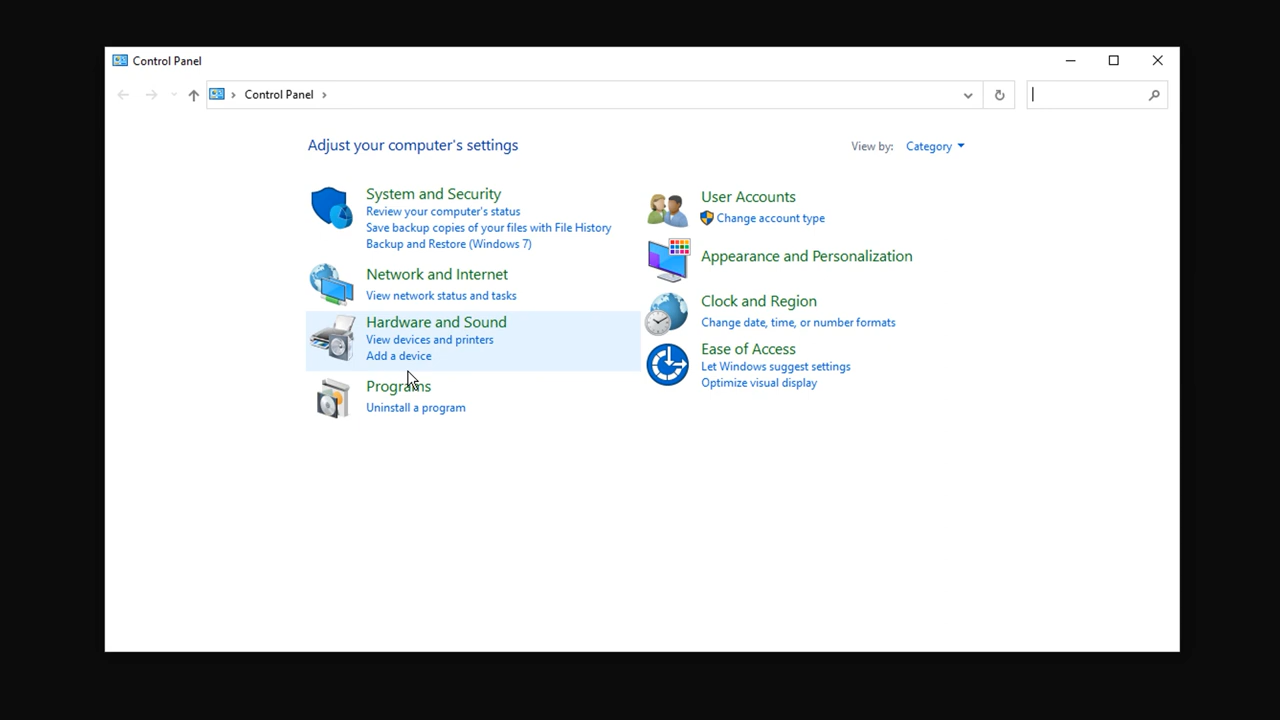 Control Panel
Control Panel
Adjust your computer's settings
View by: Category
System and Security
Review your computer's status
Save backup copies of your files with File History
Backup and Restore (Windows 7)
Network and Internet
View network status and tasks
Hardware and Sound
View devices and printers
Add a device
Programs
Uninstall a program
User Accounts
Change account type
Appearance and Personalization
Clock and Region
Change date, time, or number formats
Ease of Access
Let Windows suggest settings
Optimize visual display